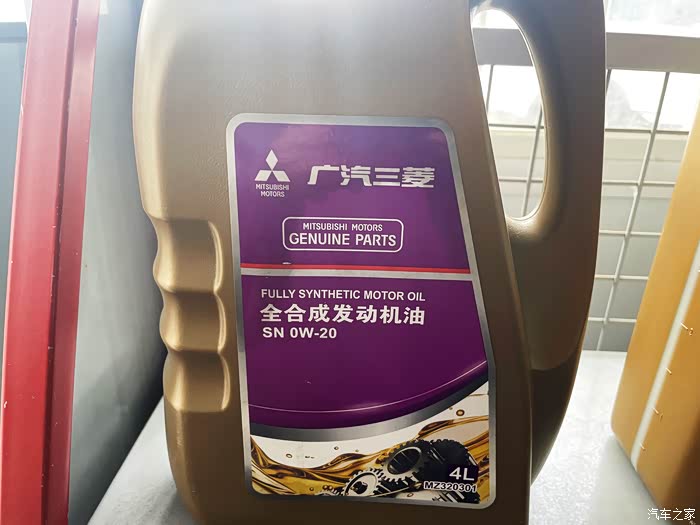 MITSUBISHI
MOTORS
广汽三菱
MITSUBISHI MOTORS
GENUINE PARTS
FULLY SYNTHETIC MOTOR OIL
全合成发动机油
SN 0W-20
4L
MZ320301
汽车之家